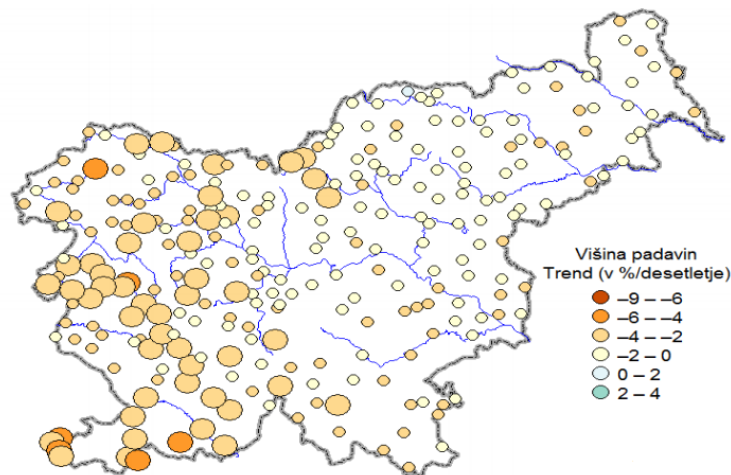 Višina padavin
Trend (v %/desetletje)
–9 – –6
–6 – –4
–4 – –2
–2 – 0
0 – 2
2 – 4